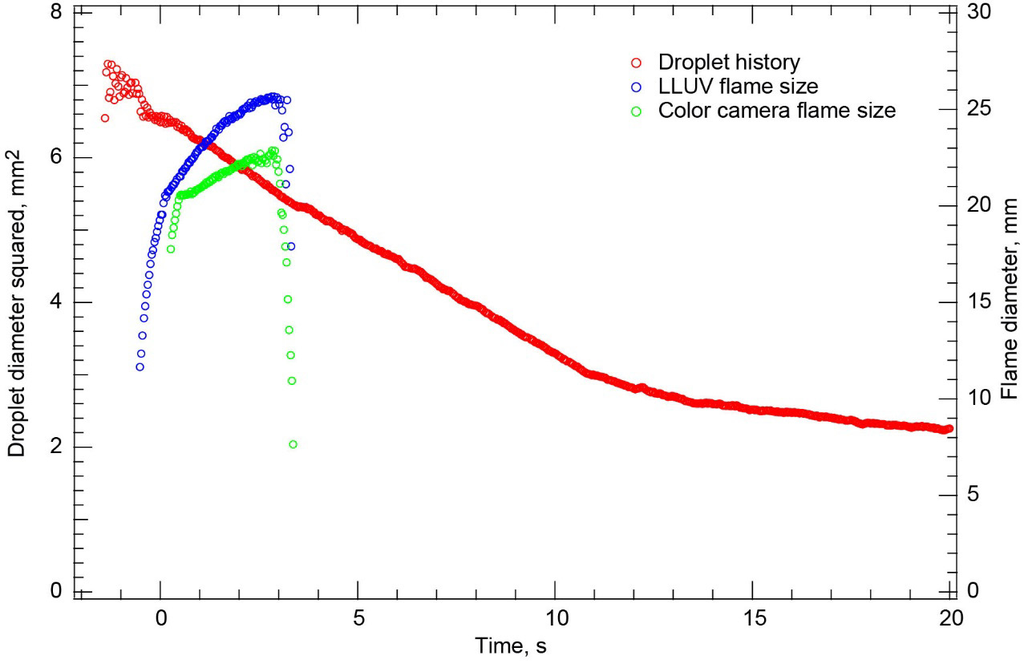 8
6
4
2
0
Droplet diameter squared, mm2
30
25
20
15
10
5
0
Flame diameter, mm
Droplet history
LLUV flame size
Color camera flame size
0 5 10 15 20
Time, s